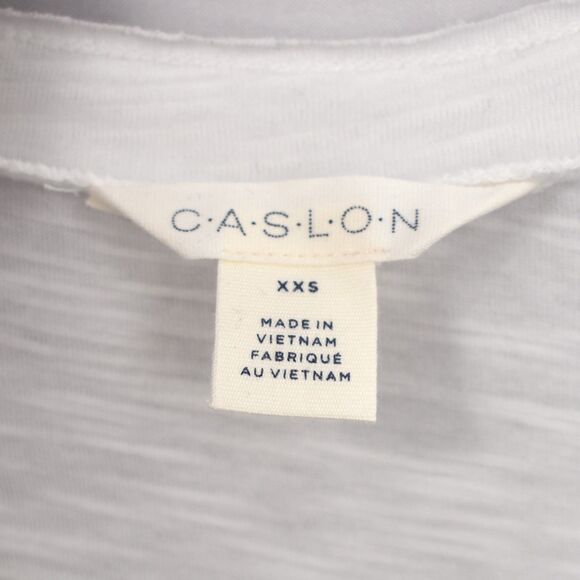 C·A·S·L·O·N
XXS
MADE IN
VIETNAM
FABRIQUÉ
AU VIETNAM